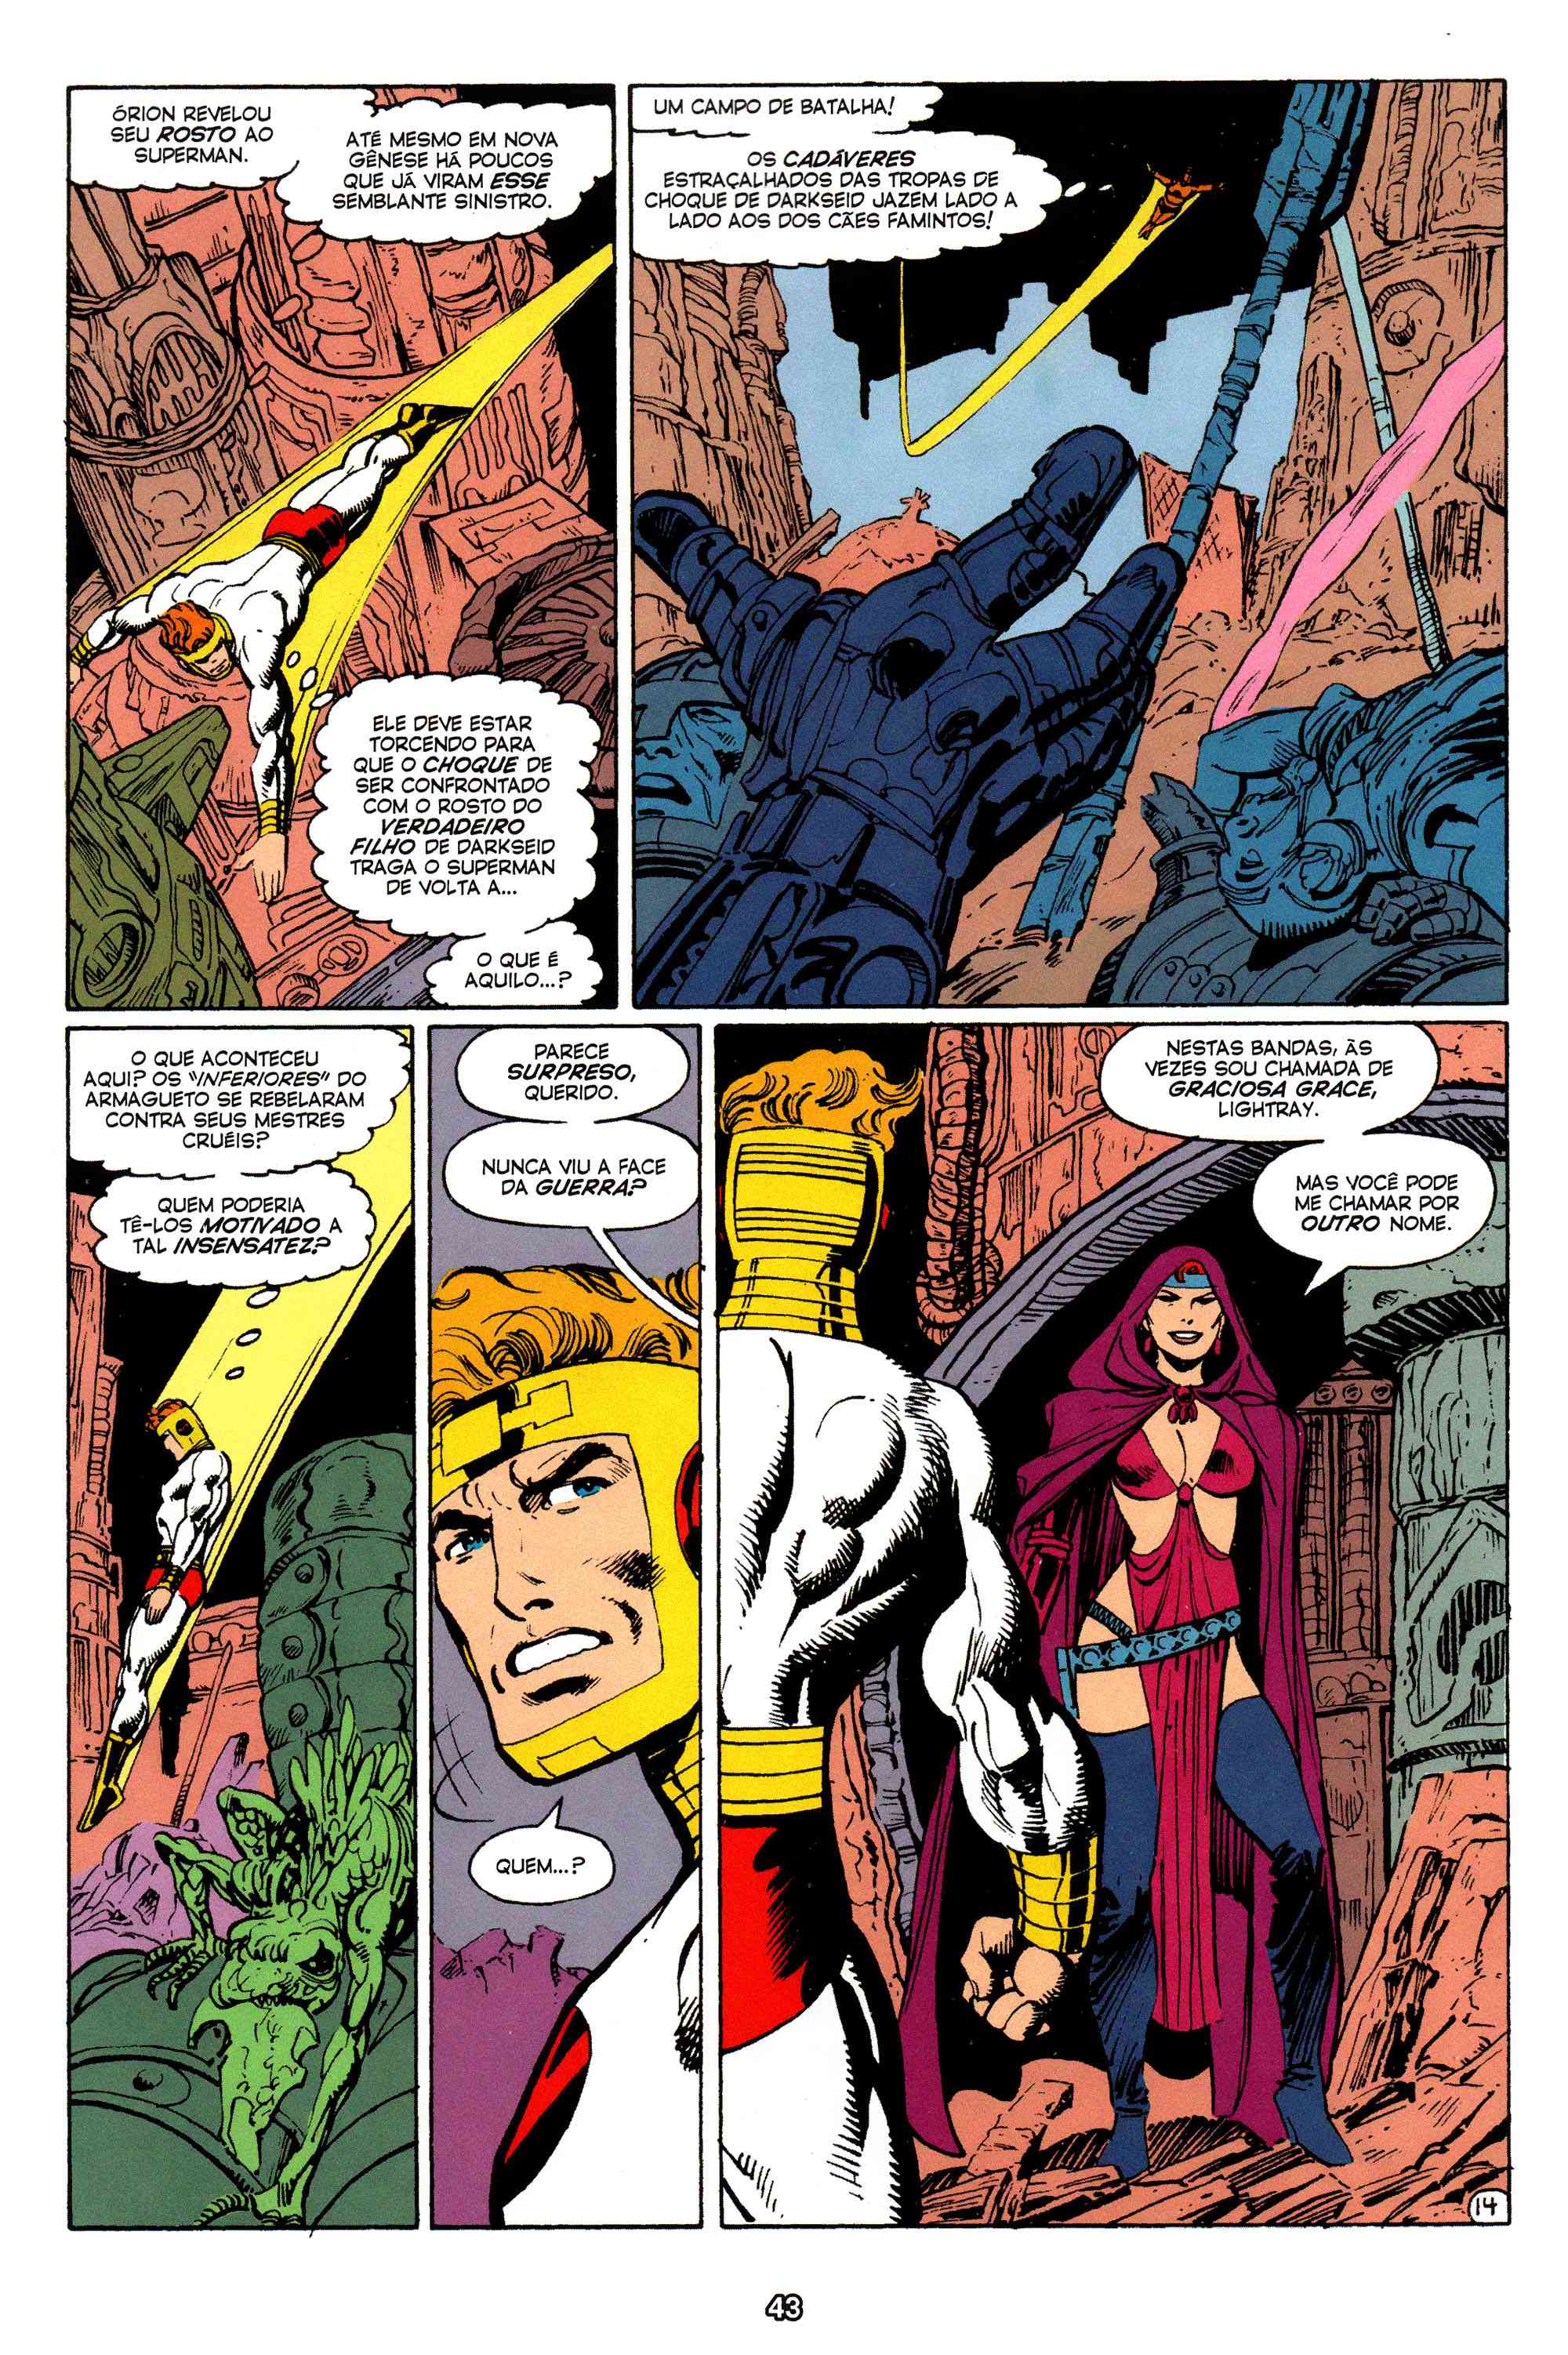 ÓRION REVELOU
SEU ROSTO AO
SUPERMAN.
ATÉ MESMO EM NOVA
GÊNESE HÁ POUCOS
QUE JÁ VIRAM ESSE
SEMBLANTE SINISTRO.
ELE DEVE ESTAR
TORCENDO PARA
QUE O CHOQUE DE
SER CONFRONTADO
COM O ROSTO DO
VERDADEIRO
FILHO DE DARKSEID
TRAGA O SUPERMAN
DE VOLTA A...
O QUE É
AQUILO...?
UM CAMPO DE BATALHA!
OS CADÁVERES
ESTRAÇALHADOS DAS TROPAS DE
CHOQUE DE DARKSEID JAZEM LADO A
LADO AOS DOS CÃES FAMINTOS!
O QUE ACONTECEU
AQUI? OS "INFERIORES" DO
ARMAGUETO SE REBELARAM
CONTRA SEUS MESTRES
CRUÉIS?
QUEM PODERIA
TÊ-LOS MOTIVADO A
TAL INSENSATEZ?
PARECE
SURPRESO,
QUERIDO.
NUNCA VIU A FACE
DA GUERRA?
QUEM...?
NESTAS BANDAS, ÀS
VEZES SOU CHAMADA DE
GRACIOSA GRACE,
LIGHTRAY.
MAS VOCÊ PODE
ME CHAMAR POR
OUTRO NOME.
14
43